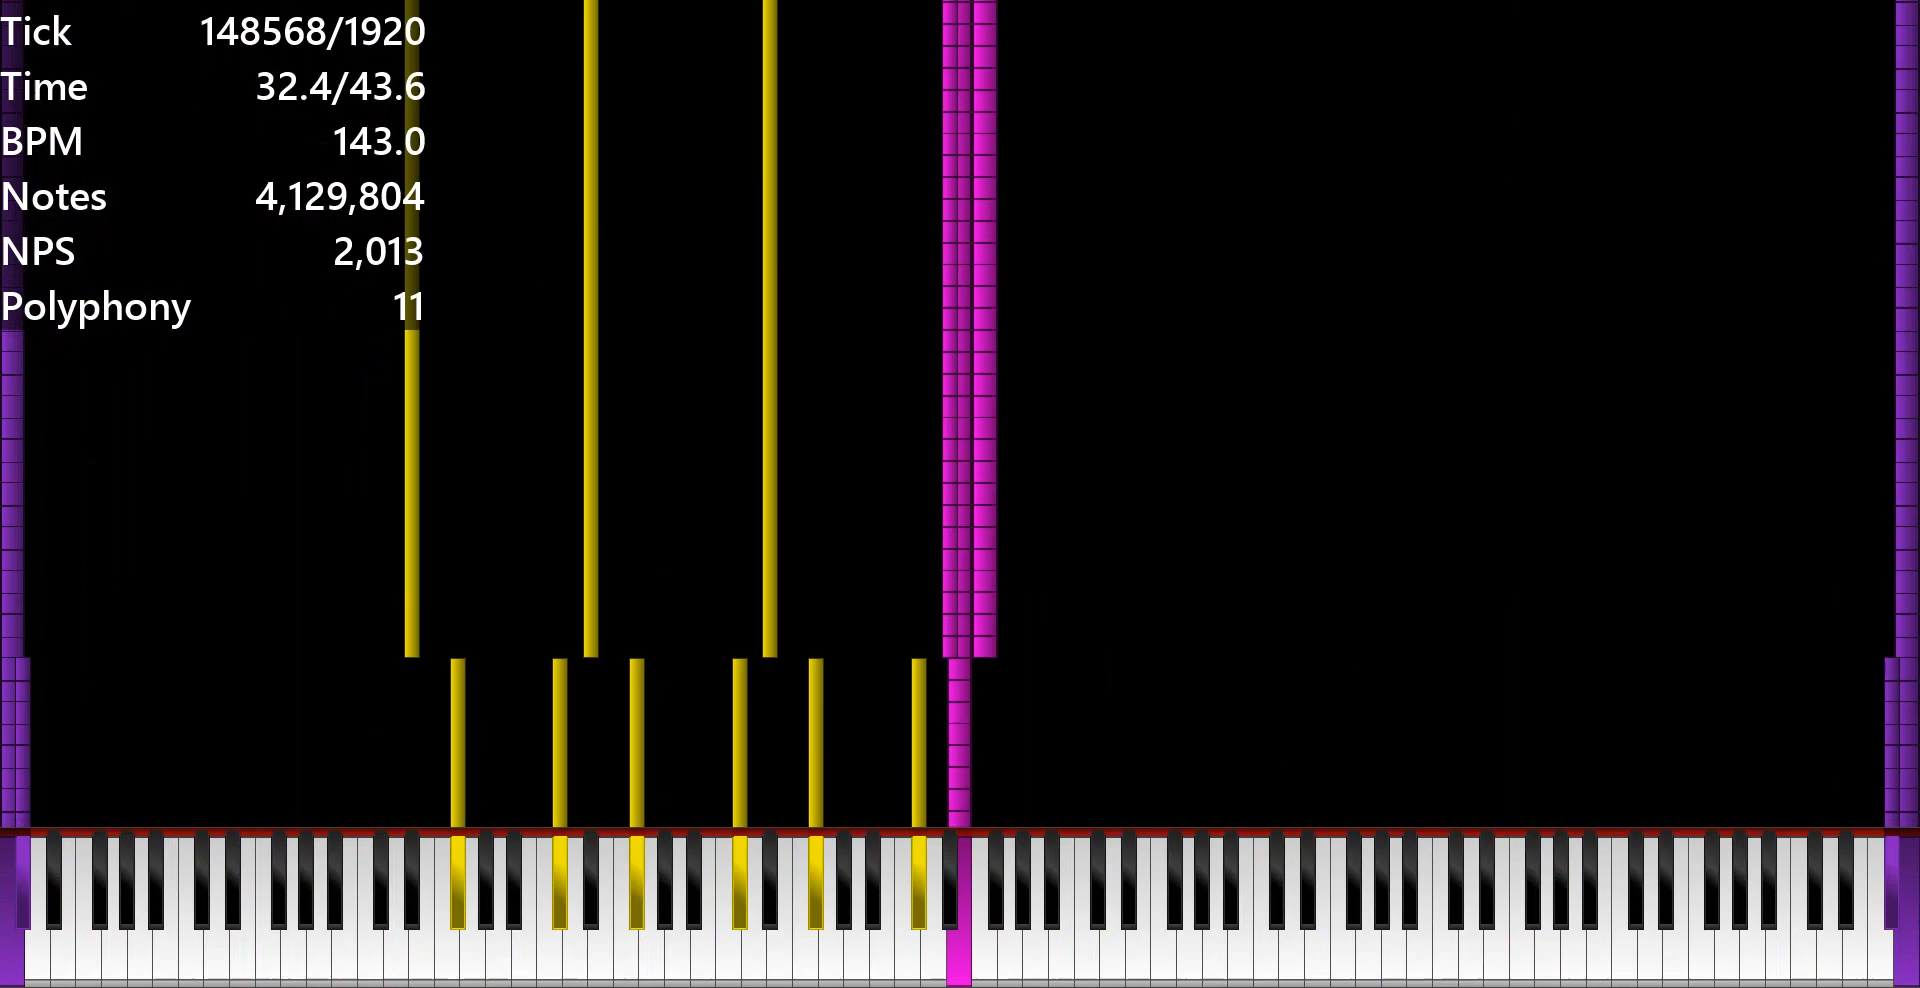 Tick 148568/1920
Time 32.4/43.6
BPM 143.0
Notes 4,129,804
NPS 2,013
Polyphony 11